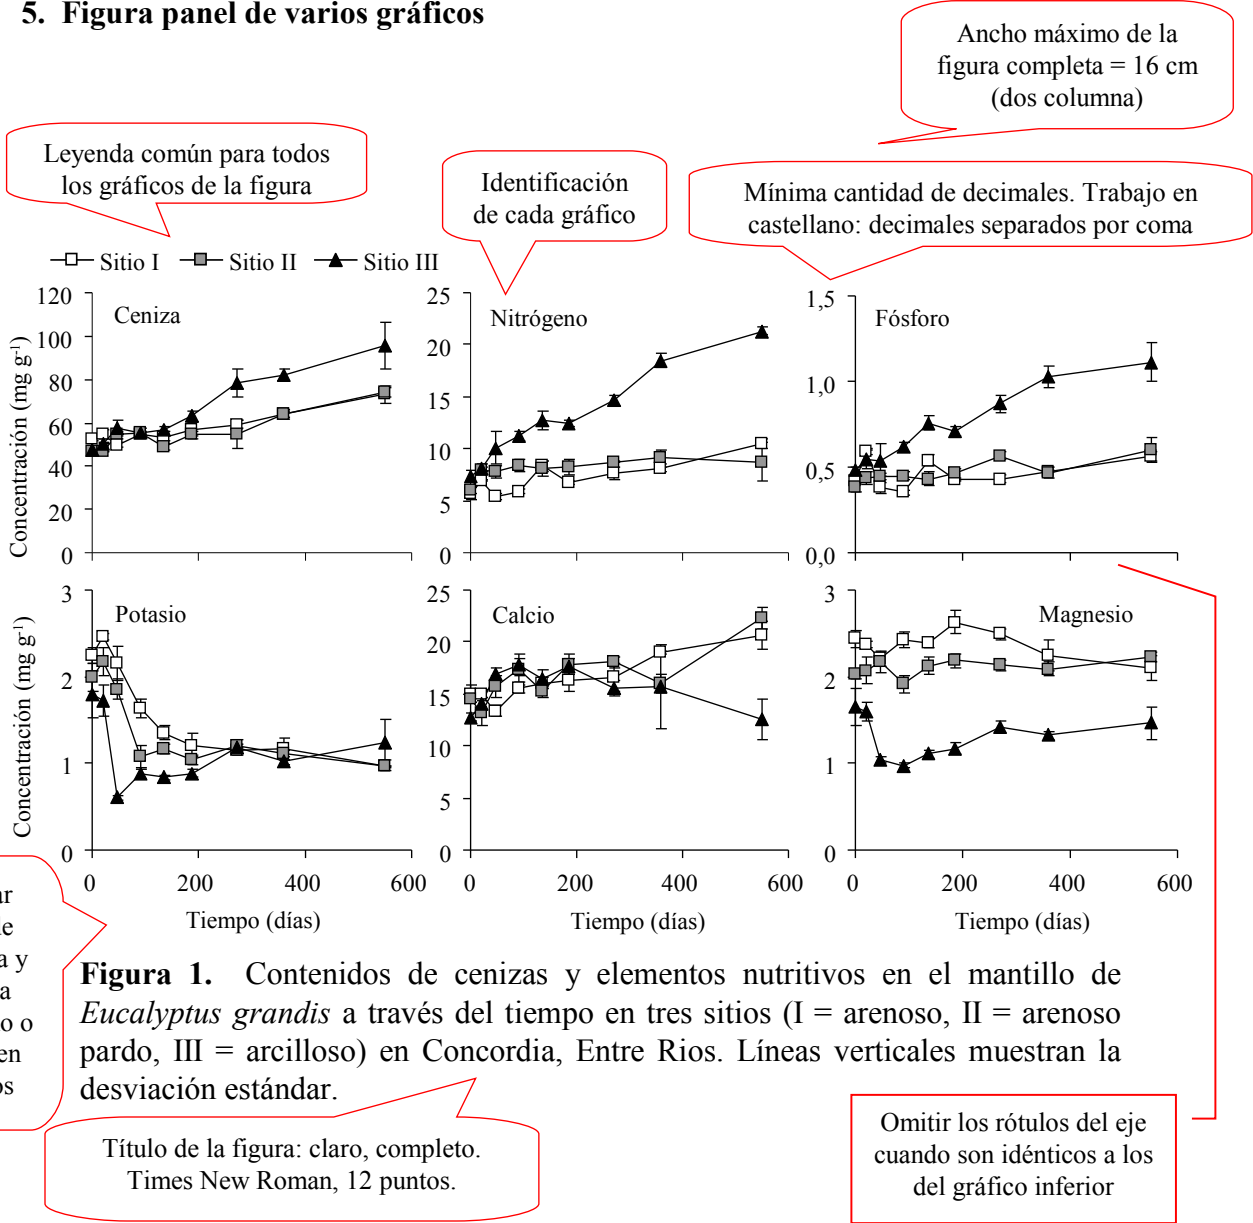 5. Figura panel de varios gráficos
Ancho máximo de la
figura completa = 16 cm
(dos columna)
Leyenda común para todos
los gráficos de la figura
Identificación
de cada gráfico
Mínima cantidad de decimales. Trabajo en
castellano: decimales separados por coma
Sitio I Sitio II Sitio III
Concentración (mg g-1)
120
100
80
60
40
20
0
Ceniza
25
20
15
10
5
0
Nitrógeno
1,5
1,0
0,5
0,0
Fósforo
Concentración (mg g-1)
3
2
1
0
Potasio
0 200 400 600
Tiempo (días)
25
20
15
10
5
0
Calcio
0 200 400 600
Tiempo (días)
3
2
1
0
Magnesio
0 200 400 600
Tiempo (días)
Figura 1. Contenidos de cenizas y elementos nutritivos en el mantillo de
Eucalyptus grandis a través del tiempo en tres sitios (I = arenoso, II = arenoso
pardo, III = arcilloso) en Concordia, Entre Rios. Líneas verticales muestran la
desviación estándar.
Título de la figura: claro, completo.
Times New Roman, 12 puntos.
Omitir los rótulos del eje
cuando son idénticos a los
del gráfico inferior